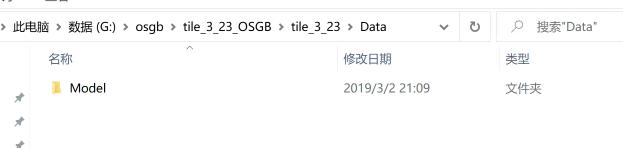 此电脑 > 数据 (G:) > osgb > tile_3_23_OSGB > tile_3_23 > Data
搜索"Data"
名称 修改日期 类型
Model 2019/3/2 21:09 文件夹